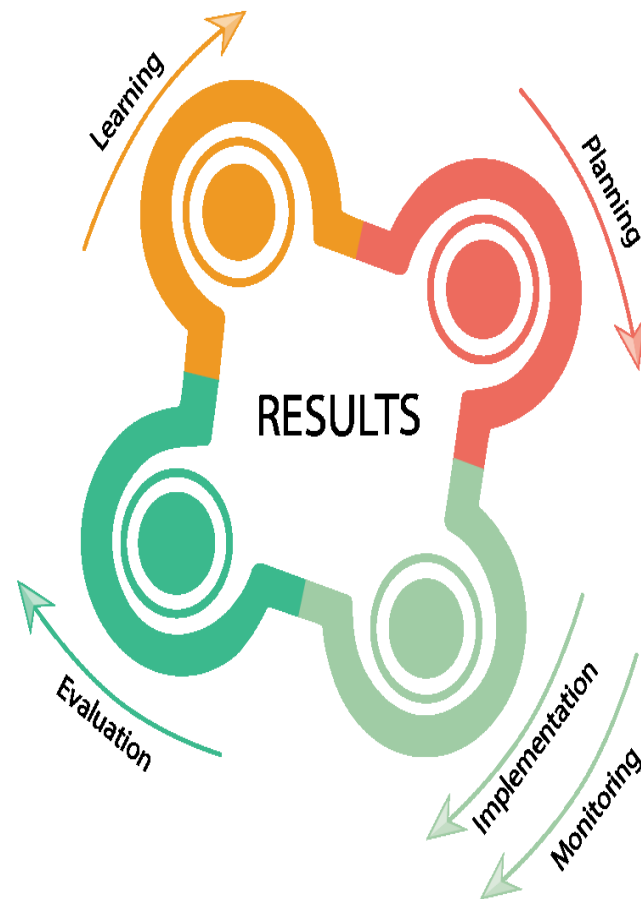 Learning
Planning
RESULTS
Implementation
Monitoring
Evaluation